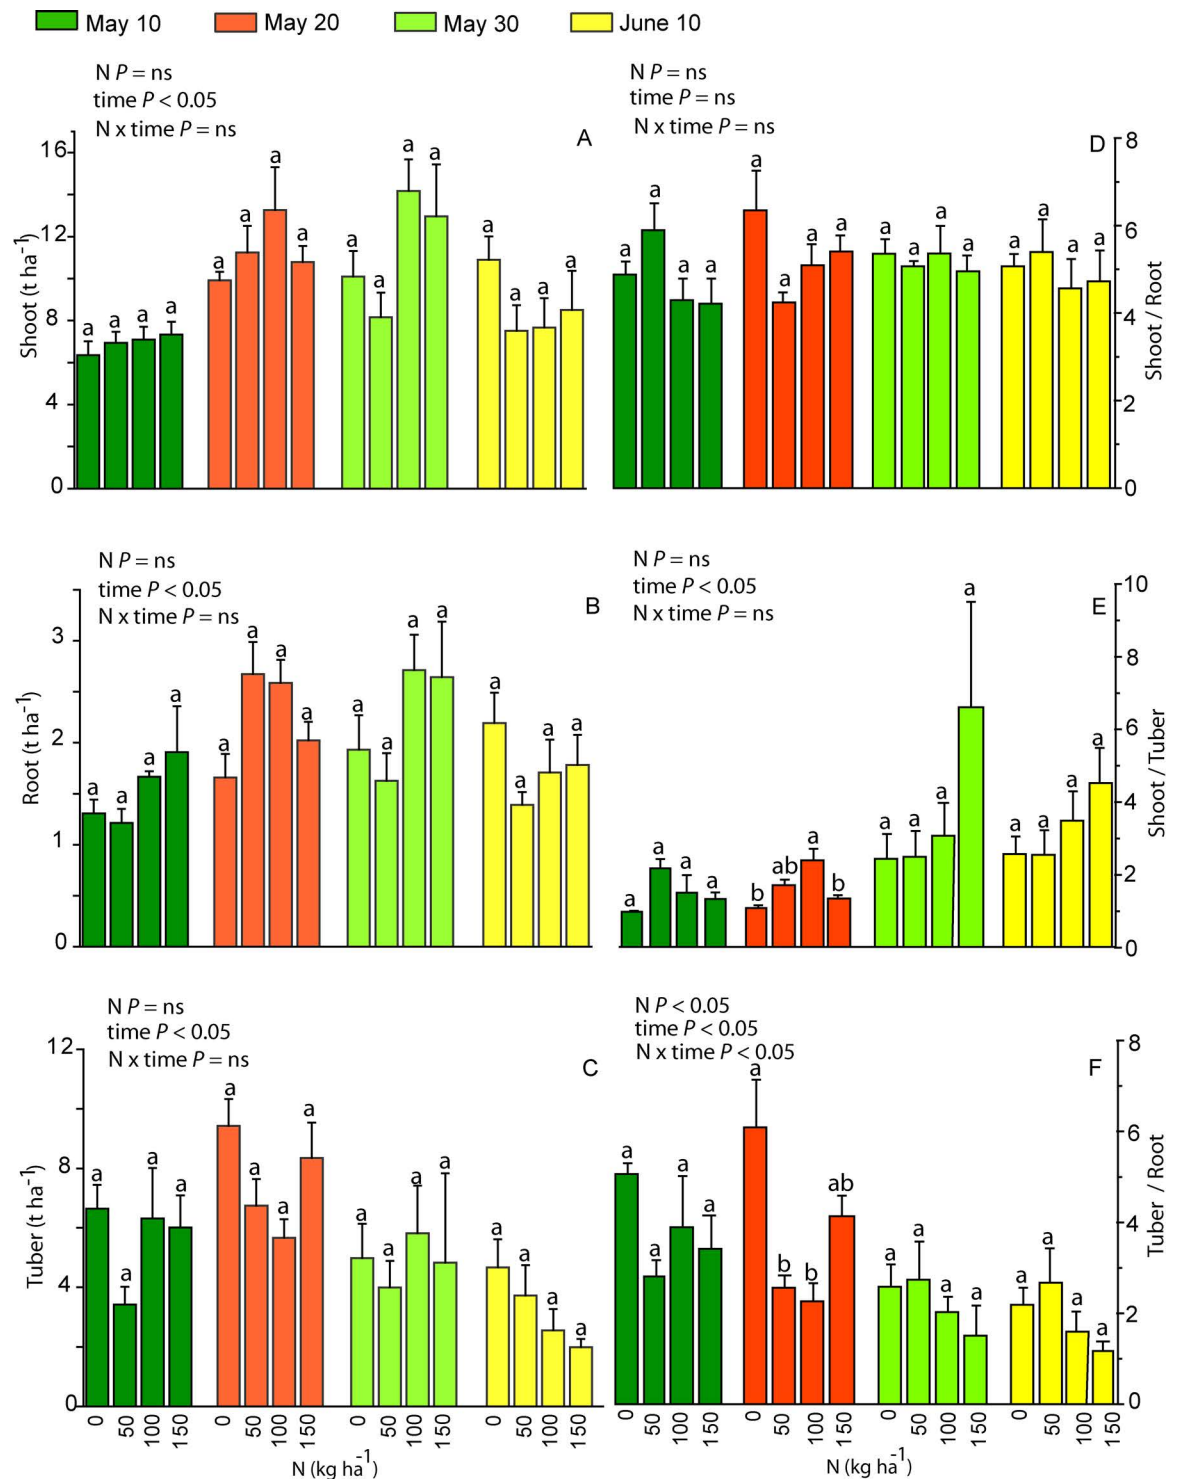 May 10 May 20 May 30 June 10
N P = ns
time P < 0.05
N x time P = ns
A
16
12
8
4
0
Shoot (t ha⁻¹)
a a a a a a a a a a a a a a a a
N P = ns
time P = ns
N x time P = ns
D
8
6
4
2
0
Shoot / Root
a a a a a a a a a a a a a a a a
N P = ns
time P < 0.05
N x time P = ns
B
3
2
1
0
Root (t ha⁻¹)
a a a a a a a a a a a a a a a a
N P = ns
time P < 0.05
N x time P = ns
E
10
8
6
4
2
0
Shoot / Tuber
a a a a b ab a b a a a a a a a a
N P = ns
time P < 0.05
N x time P = ns
C
12
8
4
0
Tuber (t ha⁻¹)
a a a a a a a a a a a a a a a a
0 50 100 150 0 50 100 150 0 50 100 150 0 50 100 150
N (kg ha⁻¹)
N P < 0.05
time P < 0.05
N x time P < 0.05
F
8
6
4
2
0
Tuber / Root
a a a a a b b ab a a a a a a a a
0 50 100 150 0 50 100 150 0 50 100 150 0 50 100 150
N (kg ha⁻¹)